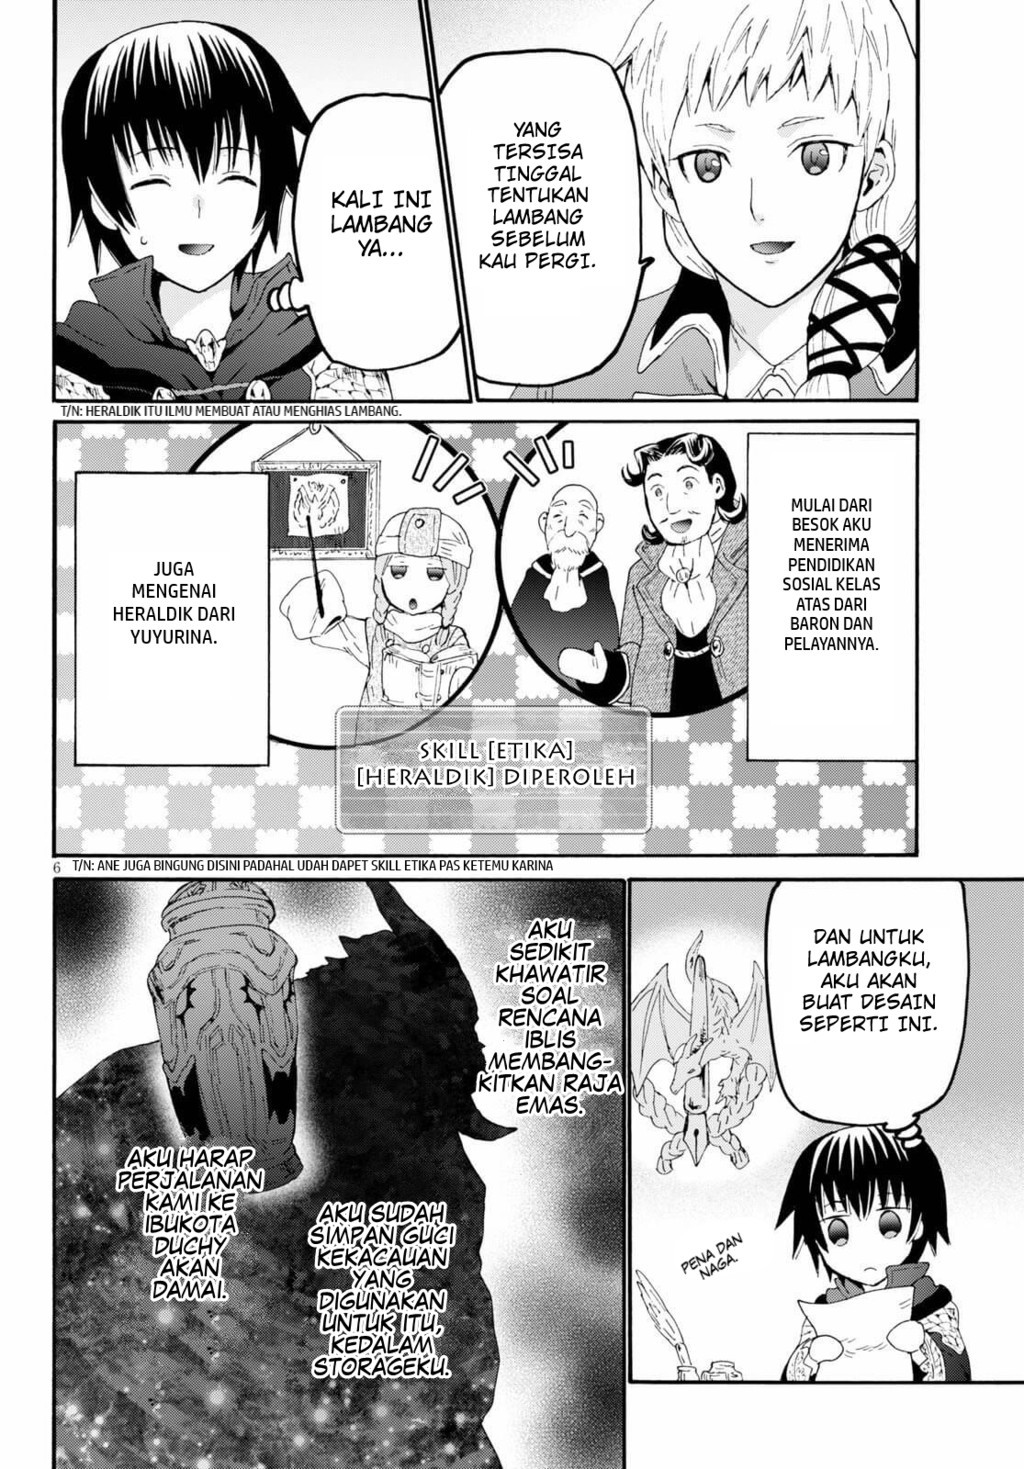 YANG
TERSISA
TINGGAL
TENTUKAN
LAMBANG
SEBELUM
KAU PERGI.
KALI INI
LAMBANG
YA...
T/N: HERALDIK ITU ILMU MEMBUAT ATAU MENGHIAS LAMBANG.
MULAI DARI
BESOK AKU
MENERIMA
PENDIDIKAN
SOSIAL KELAS
ATAS DARI
BARON DAN
PELAYANNYA.
JUGA
MENGENAI
HERALDIK DARI
YUYURINA.
SKILL [ETIKA]
[HERALDIK] DIPEROLEH
6
T/N: ANE JUGA BINGUNG DISINI PADAHAL UDAH DAPET SKILL ETIKA PAS KETEMU KARINA
DAN UNTUK
LAMBANGKU,
AKU AKAN
BUAT DESAIN
SEPERTI INI.
PENA DAN
NAGA.
AKU
SEDIKIT
KHAWATIR
SOAL
RENCANA
IBLIS
MEMBANG-
KITKAN RAJA
EMAS.
AKU SUDAH
SIMPAN GUCI
KEKACAUAN
YANG
DIGUNAKAN
UNTUK ITU,
KEDALAM
STORAGEKU.
AKU HARAP
PERJALANAN
KAMI KE
IBUKOTA
DUCHY
AKAN
DAMAI.